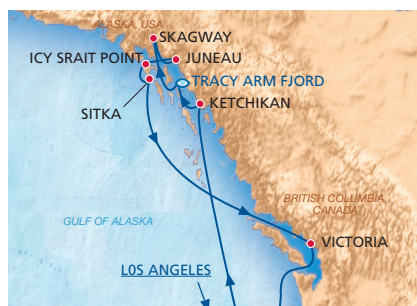 ALASKA, USA
SKAGWAY
ICY SRAIT POINT
JUNEAU
TRACY ARM FJORD
KETCHIKAN
SITKA
BRITISH COLUMBIA,
CANADA
GULF OF ALASKA
VICTORIA
L0S ANGELES